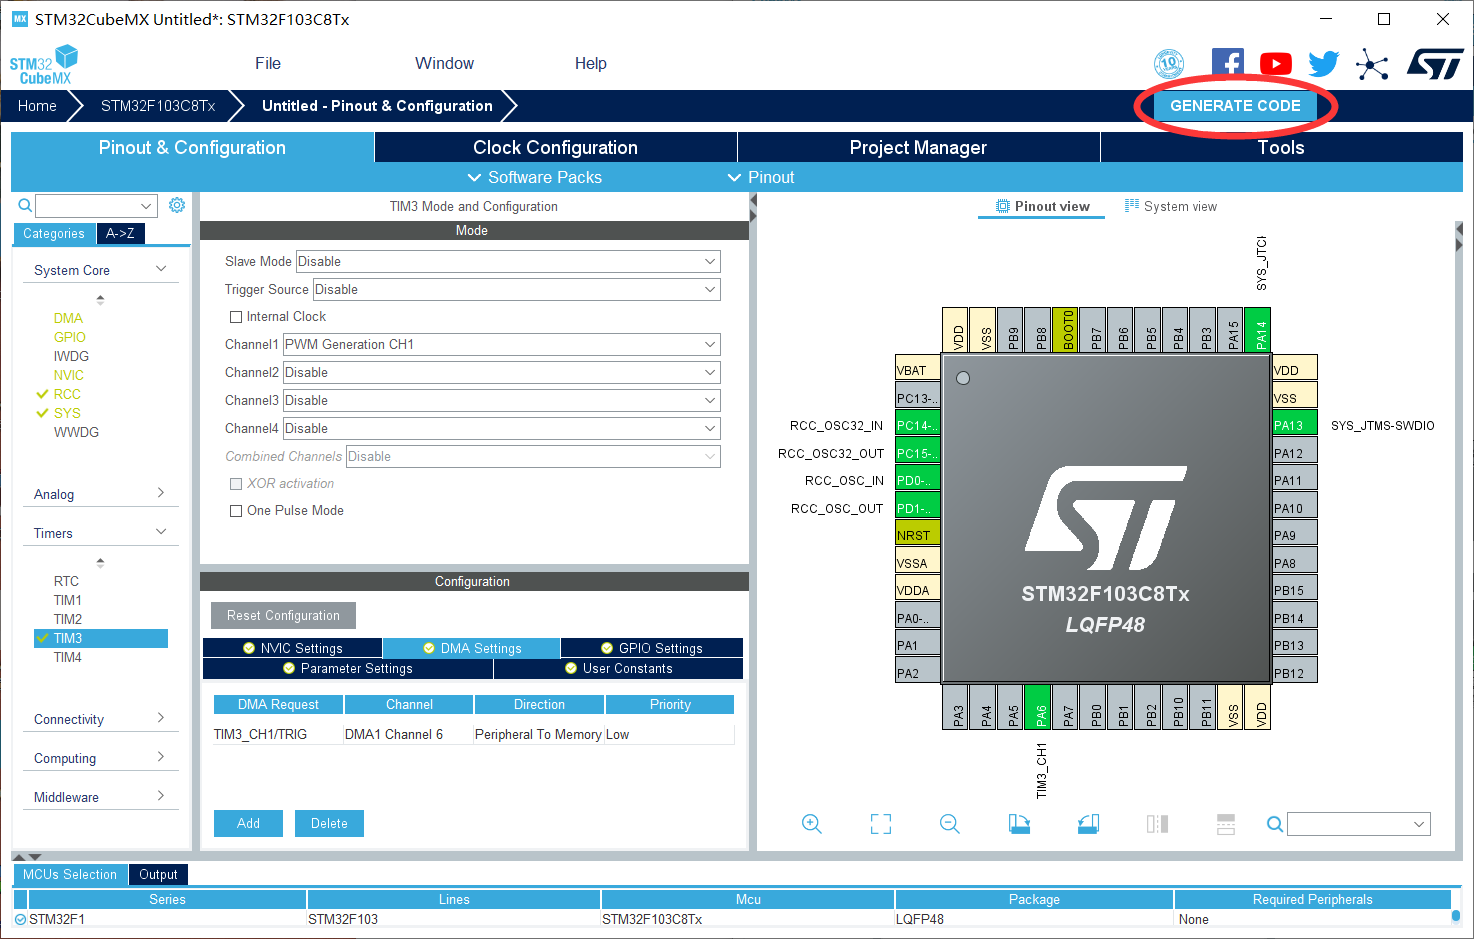 MX STM32CubeMX Untitled*: STM32F103C8Tx
STM32
CubeMX
File Window Help
10 YEARS
Home STM32F103C8Tx Untitled - Pinout & Configuration GENERATE CODE
Pinout & Configuration Clock Configuration Project Manager Tools
Software Packs Pinout
Categories A->Z
System Core
DMA
GPIO
IWDG
NVIC
RCC
SYS
WWDG
Analog
Timers
RTC
TIM1
TIM2
TIM3
TIM4
Connectivity
Computing
Middleware
TIM3 Mode and Configuration
Mode
Slave Mode Disable
Trigger Source Disable
Internal Clock
Channel1 PWM Generation CH1
Channel2 Disable
Channel3 Disable
Channel4 Disable
Combined Channels Disable
XOR activation
One Pulse Mode
Configuration
Reset Configuration
NVIC Settings DMA Settings GPIO Settings
Parameter Settings User Constants
DMA Request Channel Direction Priority
TIM3_CH1/TRIG DMA1 Channel 6 Peripheral To Memory Low
Add Delete
Pinout view System view
VDD VSS PB9 PB8 BOOT0 PB7 PB6 PB5 PB4 PB3 PA15 PA14
VBAT
PC13-..
RCC_OSC32_IN PC14-..
RCC_OSC32_OUT PC15-..
RCC_OSC_IN PD0-..
RCC_OSC_OUT PD1-..
NRST
VSSA
VDDA
PA0-..
PA1
PA2
STM32F103C8Tx
LQFP48
VDD
VSS
PA13 SYS_JTMS-SWDIO
PA12
PA11
PA10
PA9
PA8
PB15
PB14
PB13
PB12
PA3 PA4 PA5 PA6 PA7 PB0 PB1 PB2 PB10 PB11 VSS VDD
TIM3_CH1
MCUs Selection Output
Series Lines Mcu Package Required Peripherals
STM32F1 STM32F103 STM32F103C8Tx LQFP48 None